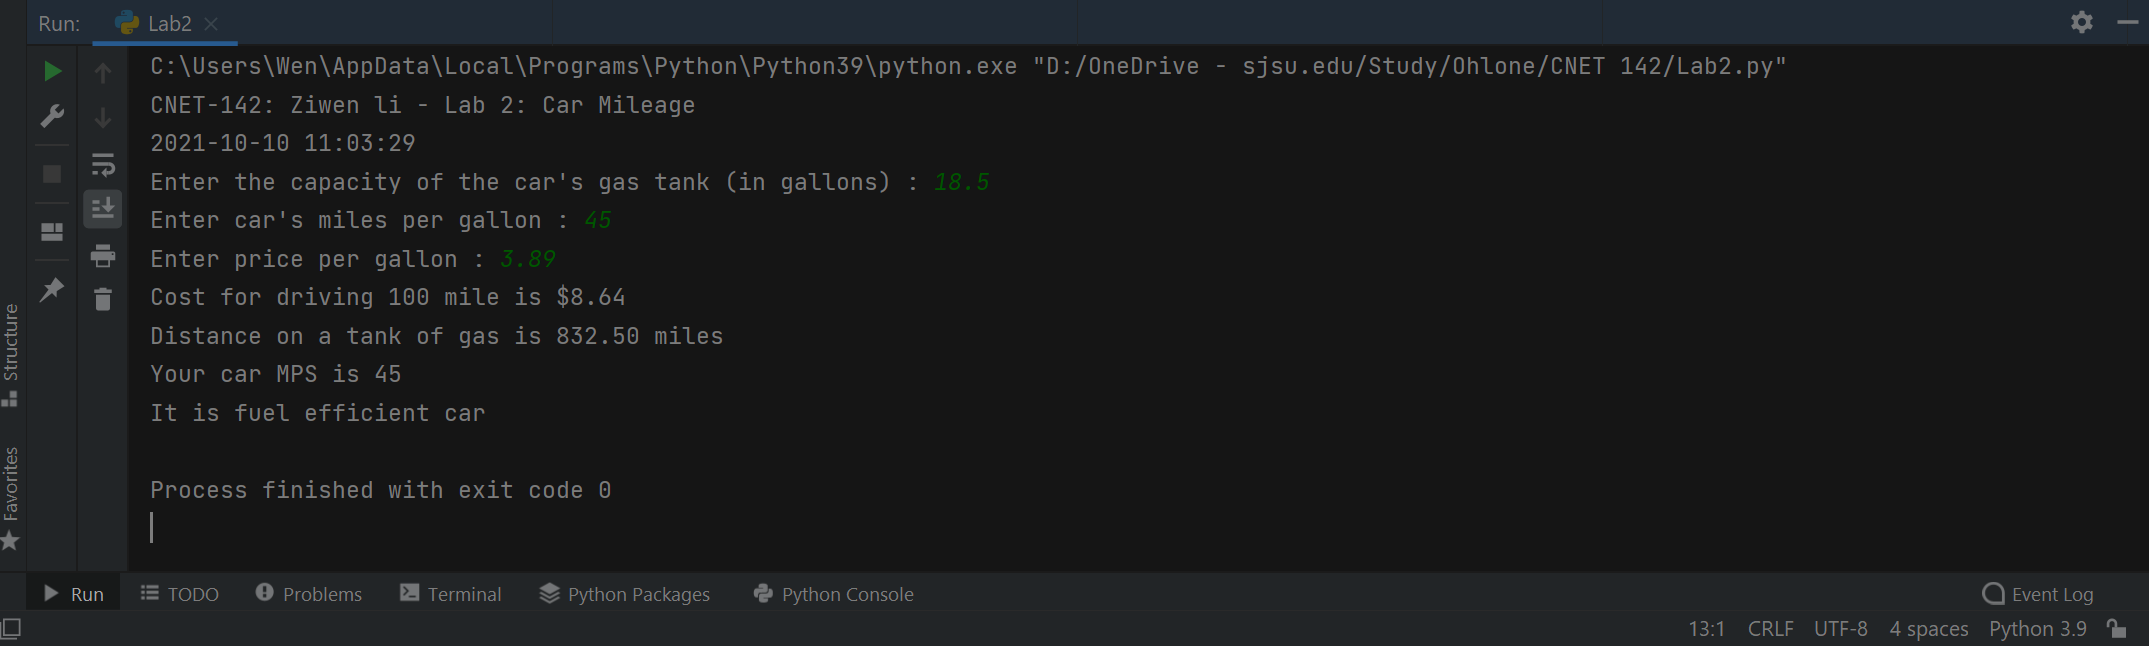 Run: Lab2
C:\Users\Wen\AppData\Local\Programs\Python\Python39\python.exe "D:/OneDrive - sjsu.edu/Study/Ohlone/CNET 142/Lab2.py"
CNET-142: Ziwen li - Lab 2: Car Mileage
2021-10-10 11:03:29
Enter the capacity of the car's gas tank (in gallons) : 18.5
Enter car's miles per gallon : 45
Enter price per gallon : 3.89
Cost for driving 100 mile is $8.64
Distance on a tank of gas is 832.50 miles
Your car MPS is 45
It is fuel efficient car
Process finished with exit code 0
Structure
Favorites
Run TODO Problems Terminal Python Packages Python Console Event Log
13:1 CRLF UTF-8 4 spaces Python 3.9